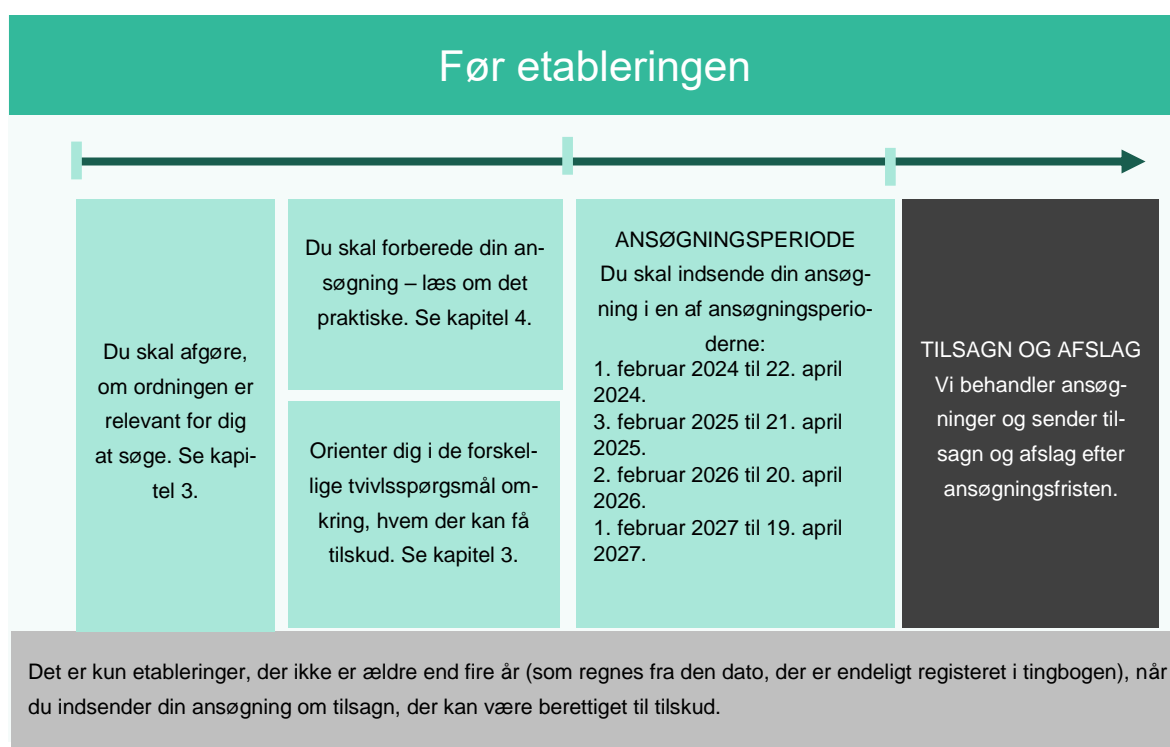 Før etableringen
Du skal afgøre,
om ordningen er
relevant for dig
at søge. Se kapi-
tel 3.
Du skal forberede din an-
søgning – læs om det
praktiske. Se kapitel 4.
Orienter dig i de forskel-
lige tvivlsspørgsmål om-
kring, hvem der kan få
tilskud. Se kapitel 3.
ANSØGNINGSPERIODE
Du skal indsende din ansøg-
ning i en af ansøgningsperio-
derne:
1. februar 2024 til 22. april
2024.
3. februar 2025 til 21. april
2025.
2. februar 2026 til 20. april
2026.
1. februar 2027 til 19. april
2027.
TILSAGN OG AFSLAG
Vi behandler ansøg-
ninger og sender til-
sagn og afslag efter
ansøgningsfristen.
Det er kun etableringer, der ikke er ældre end fire år (som regnes fra den dato, der er endeligt registeret i tingbogen), når
du indsender din ansøgning om tilsagn, der kan være berettiget til tilskud.